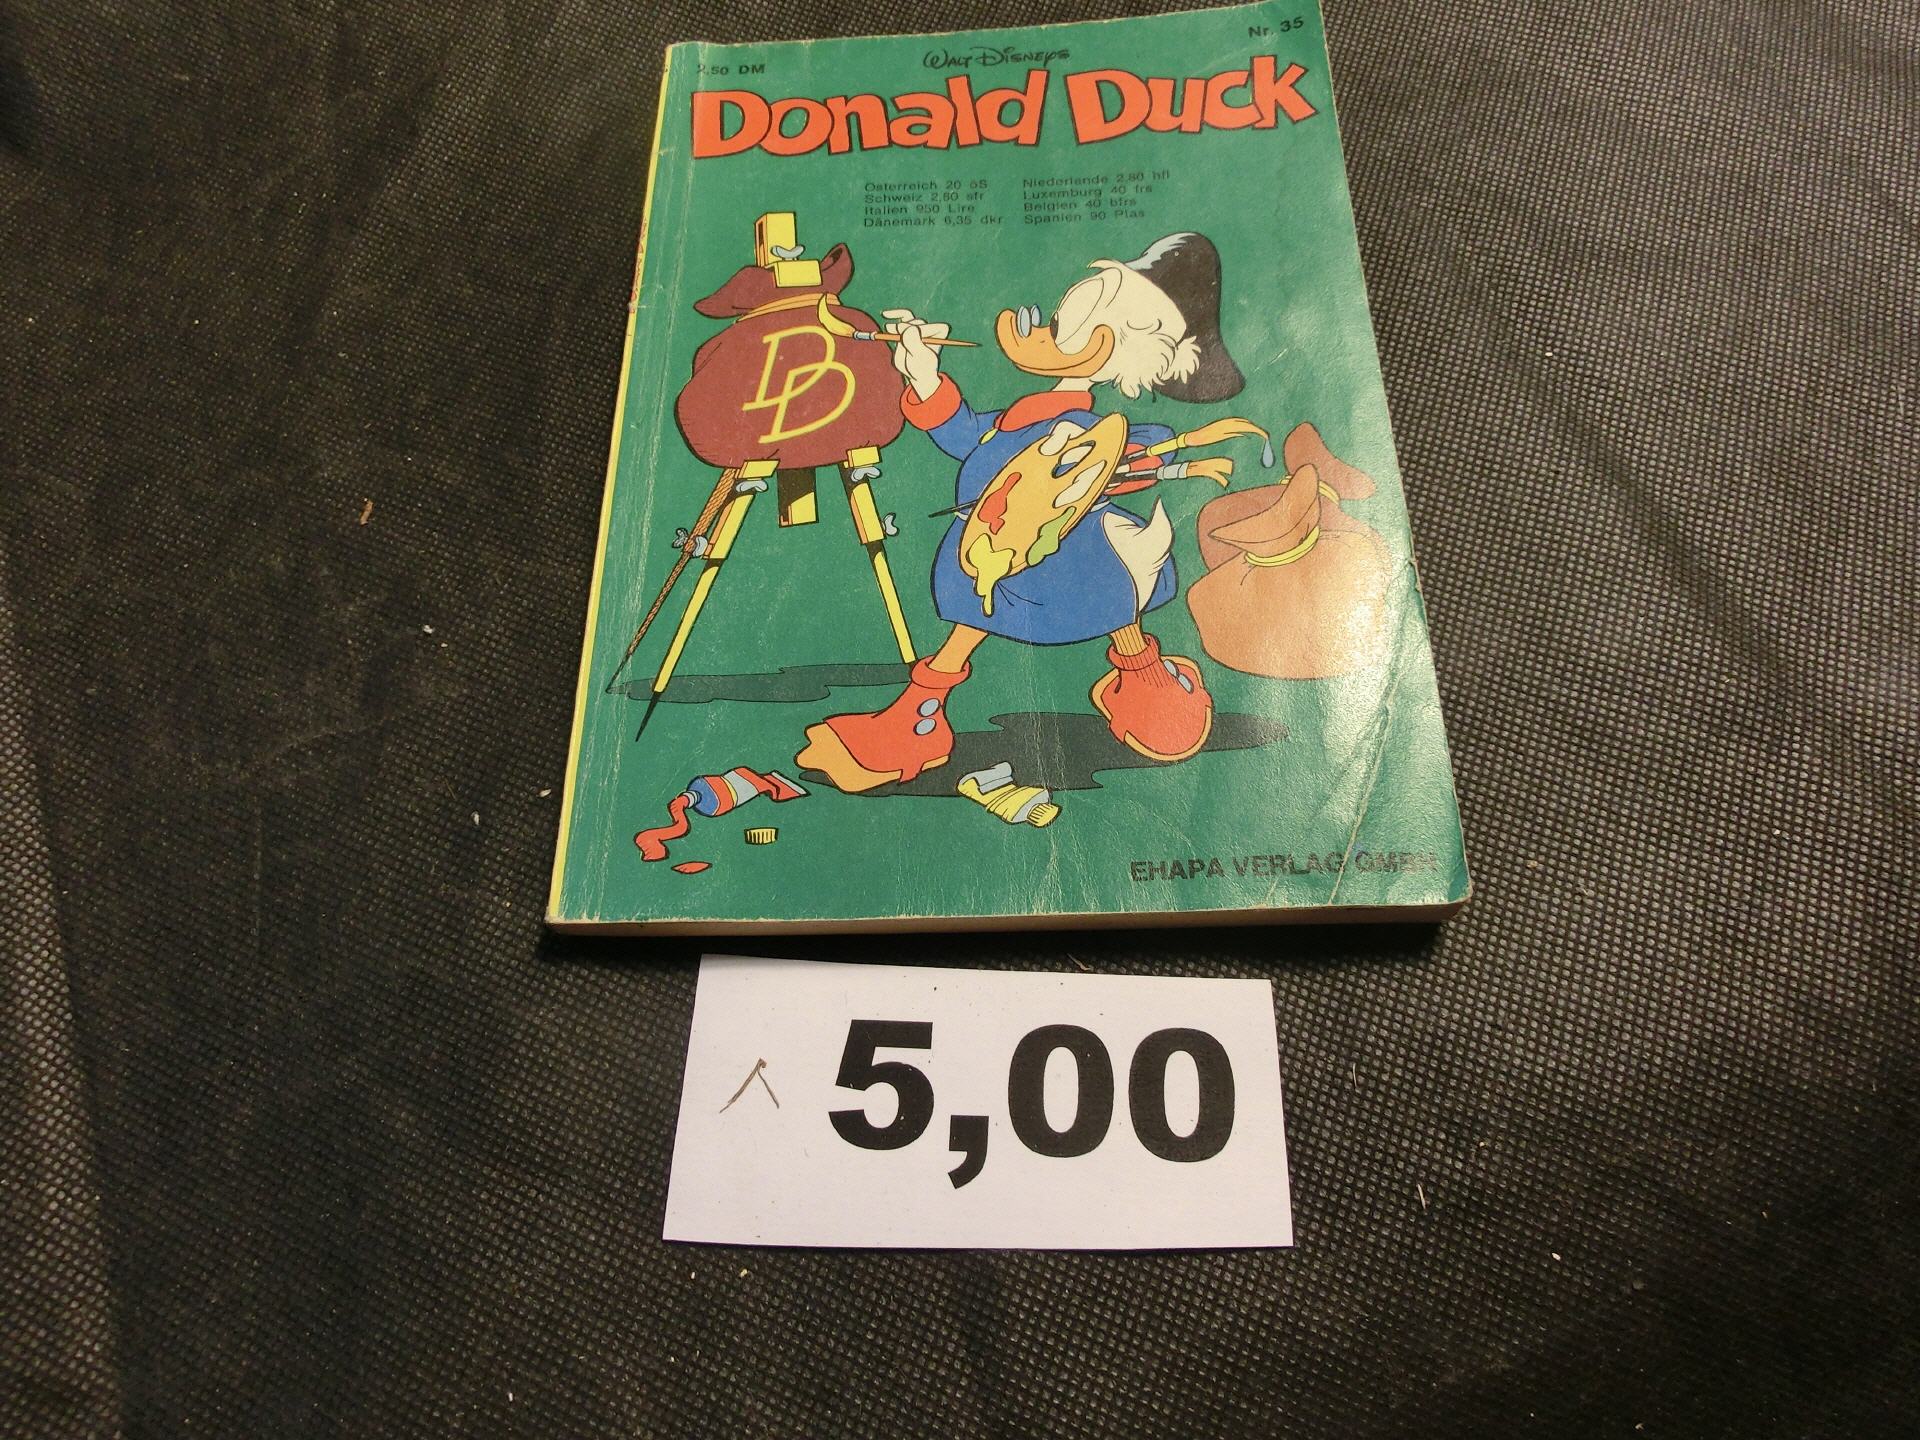 2,50 DM
Nr. 35
WALT DISNEYS
Donald Duck
Österreich 20 öS
Schweiz 2,80 sfr
Italien 950 Lire
Dänemark 6,35 dkr
Niederlande 2,80 hfl
Luxemburg 40 frs
Belgien 40 bfrs
Spanien 90 Ptas
DD
EHAPA VERLAG GMBH
5,00